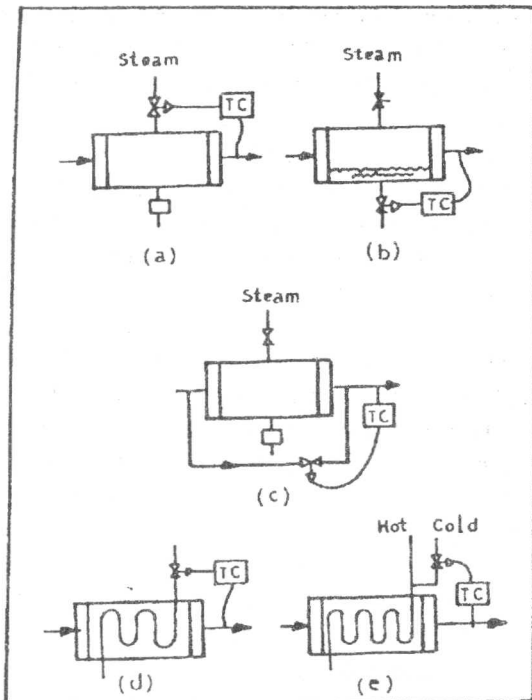 Steam
Steam
TC
TC
(a)
(b)
Steam
TC
(c)
Hot Cold
TC
TC
(d)
(e)